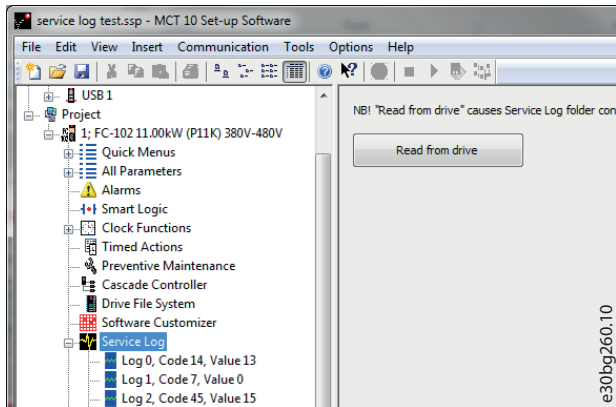 service log test.ssp - MCT 10 Set-up Software
File Edit View Insert Communication Tools Options Help
USB 1
Project
1; FC-102 11.00kW (P11K) 380V-480V
Quick Menus
All Parameters
Alarms
Smart Logic
Clock Functions
Timed Actions
Preventive Maintenance
Cascade Controller
Drive File System
Software Customizer
Service Log
Log 0, Code 14, Value 13
Log 1, Code 7, Value 0
Log 2, Code 45, Value 15
NB! "Read from drive" causes Service Log folder con
Read from drive
e30bg260.10